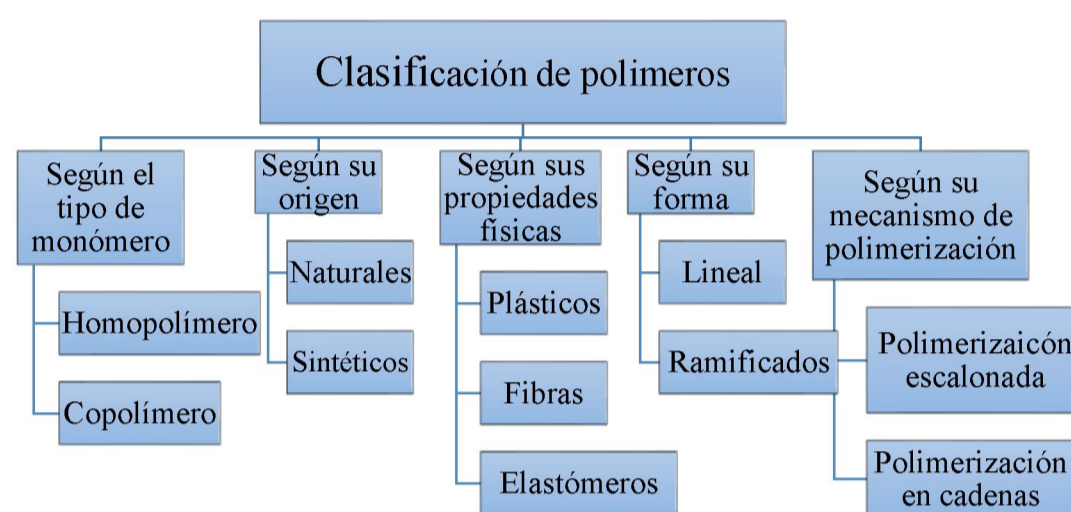 Clasificación de polimeros
Según el
tipo de
monómero
Homopolímero
Copolímero
Según su
origen
Naturales
Sintéticos
Según sus
propiedades
físicas
Plásticos
Fibras
Elastómeros
Según su
forma
Lineal
Ramificados
Según su
mecanismo de
polimerización
Polimerizaicón
escalonada
Polimerización
en cadenas